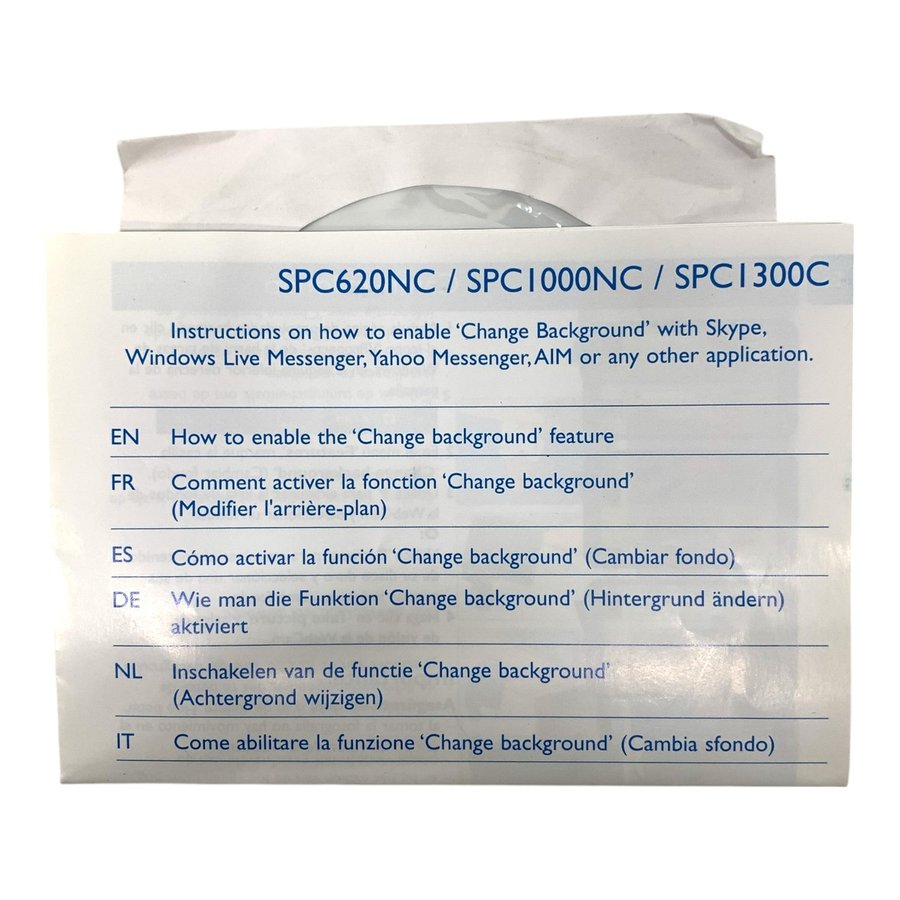 SPC620NC / SPC1000NC / SPC1300C
Instructions on how to enable ‘Change Background’ with Skype,
Windows Live Messenger, Yahoo Messenger, AIM or any other application.
EN How to enable the ‘Change background’ feature
FR Comment activer la fonction ‘Change background’
(Modifier l'arrière-plan)
ES Cómo activar la función ‘Change background’ (Cambiar fondo)
DE Wie man die Funktion ‘Change background’ (Hintergrund ändern)
aktiviert
NL Inschakelen van de functie ‘Change background’
(Achtergrond wijzigen)
IT Come abilitare la funzione ‘Change background’ (Cambia sfondo)